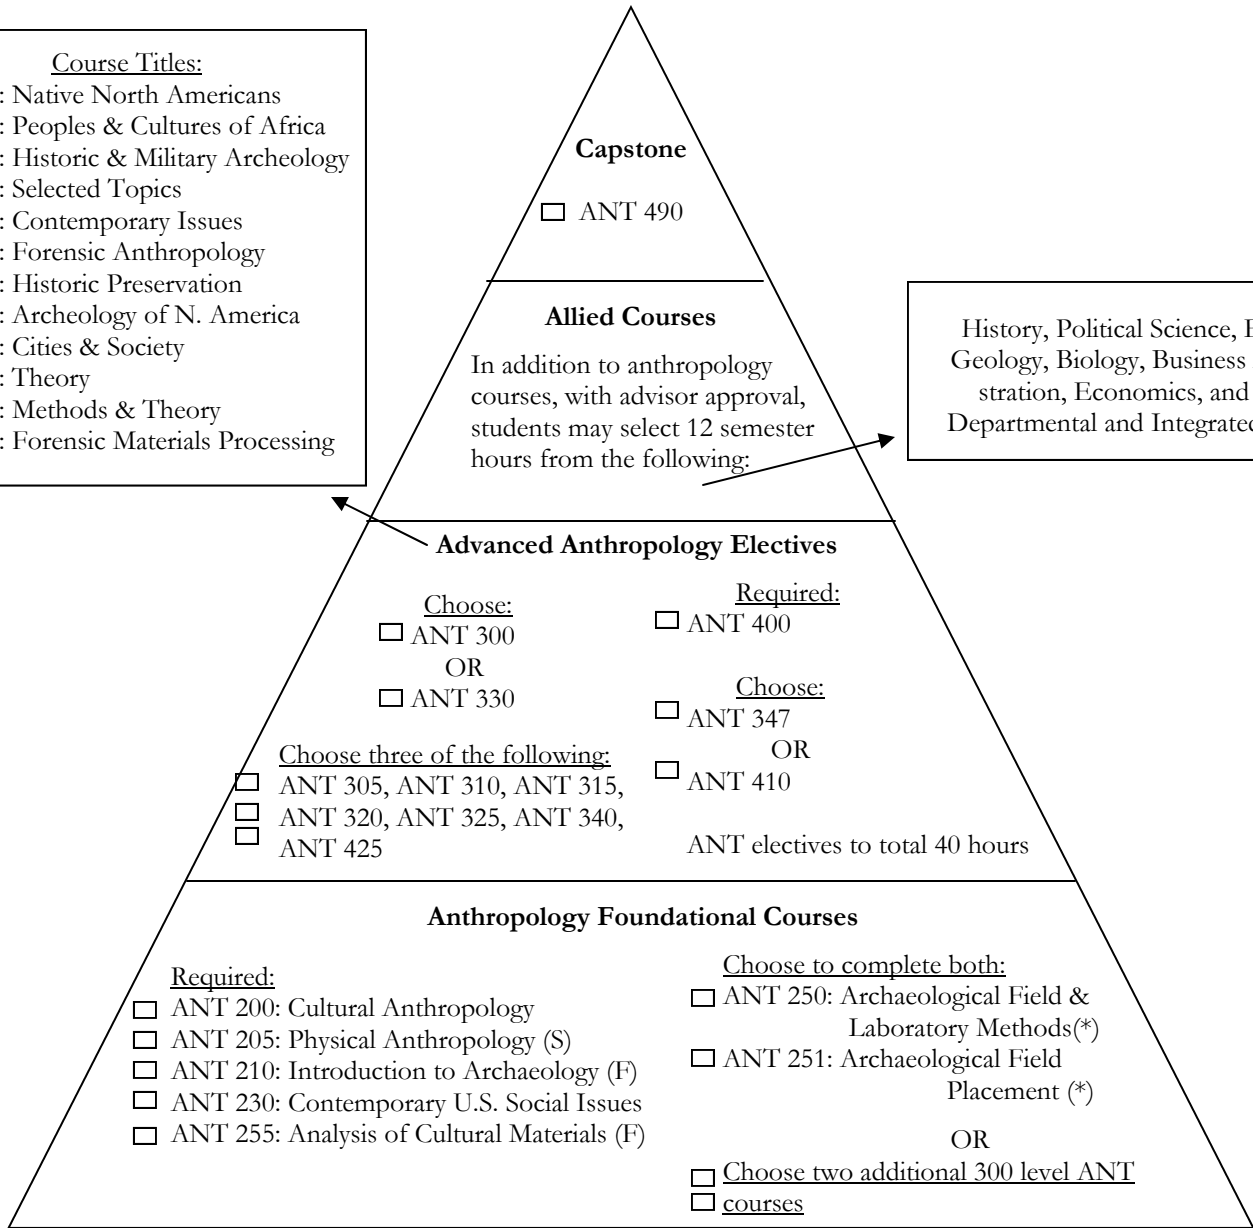 Course Titles:
: Native North Americans
: Peoples & Cultures of Africa
: Historic & Military Archeology
: Selected Topics
: Contemporary Issues
: Forensic Anthropology
: Historic Preservation
: Archeology of N. America
: Cities & Society
: Theory
: Methods & Theory
: Forensic Materials Processing
Capstone
ANT 490
Allied Courses
In addition to anthropology
courses, with advisor approval,
students may select 12 semester
hours from the following:
History, Political Science,
Geology, Biology, Business
stration, Economics, and
Departmental and Integrated
Advanced Anthropology Electives
Choose:
ANT 300
OR
ANT 330
Choose three of the following:
ANT 305, ANT 310, ANT 315,
ANT 320, ANT 325, ANT 340,
ANT 425
Required:
ANT 400
Choose:
ANT 347
OR
ANT 410
ANT electives to total 40 hours
Anthropology Foundational Courses
Required:
ANT 200: Cultural Anthropology
ANT 205: Physical Anthropology (S)
ANT 210: Introduction to Archaeology (F)
ANT 230: Contemporary U.S. Social Issues
ANT 255: Analysis of Cultural Materials (F)
Choose to complete both:
ANT 250: Archaeological Field &
Laboratory Methods(*)
ANT 251: Archaeological Field
Placement (*)
OR
Choose two additional 300 level ANT
courses